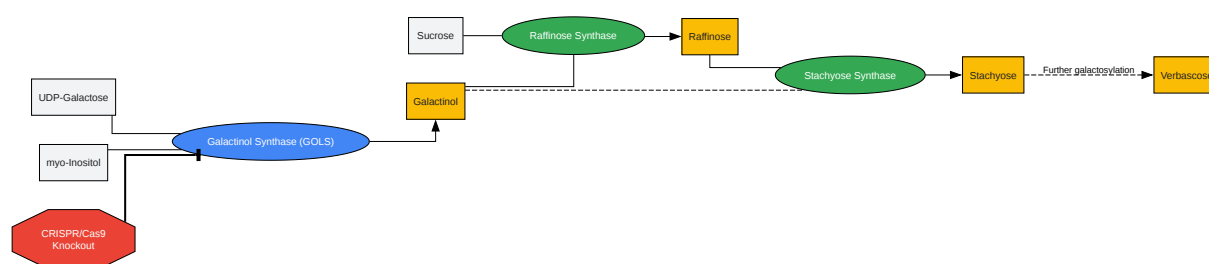 Sucrose
Raffinose Synthase
Raffinose
Further galactosylation
Stachyose Synthase
Stachyose
Verbascose
UDP-Galactose
Galactinol
Galactinol Synthase (GOLS)
myo-Inositol
CRISPR/Cas9
Knockout